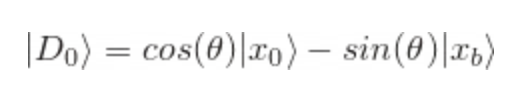 |D₀⟩ = cos(θ)|x₀⟩ − sin(θ)|x_b⟩